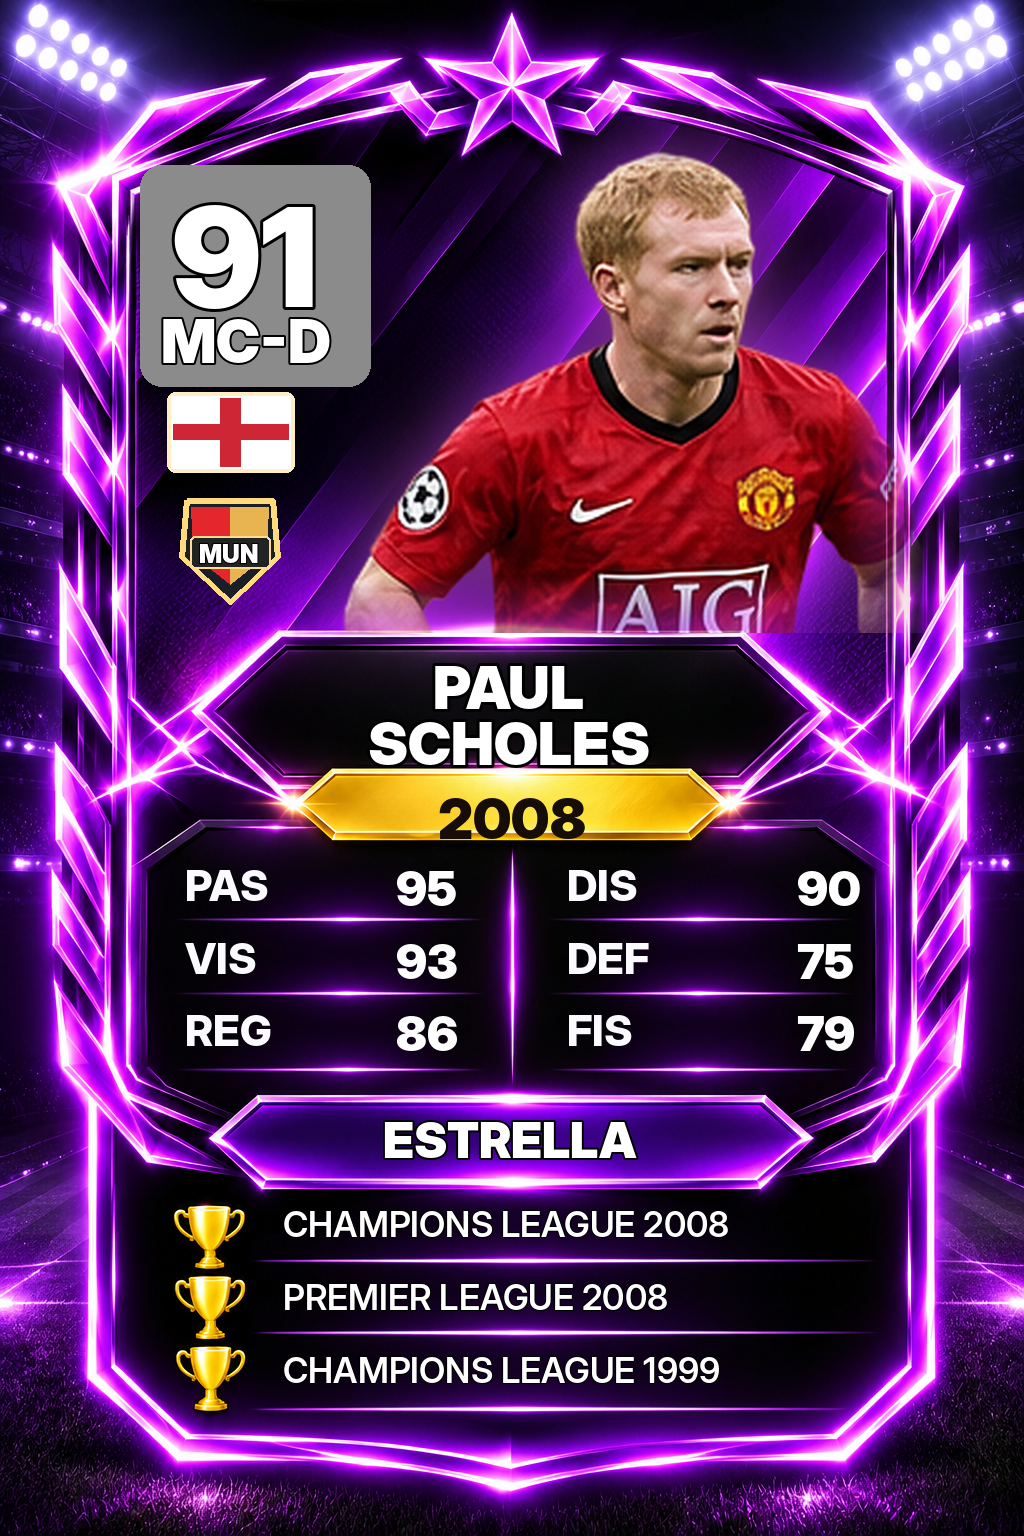 91
MC-D
MUN
AIG
PAUL
SCHOLES
2008
PAS 95 DIS 90
VIS 93 DEF 75
REG 86 FIS 79
ESTRELLA
CHAMPIONS LEAGUE 2008
PREMIER LEAGUE 2008
CHAMPIONS LEAGUE 1999